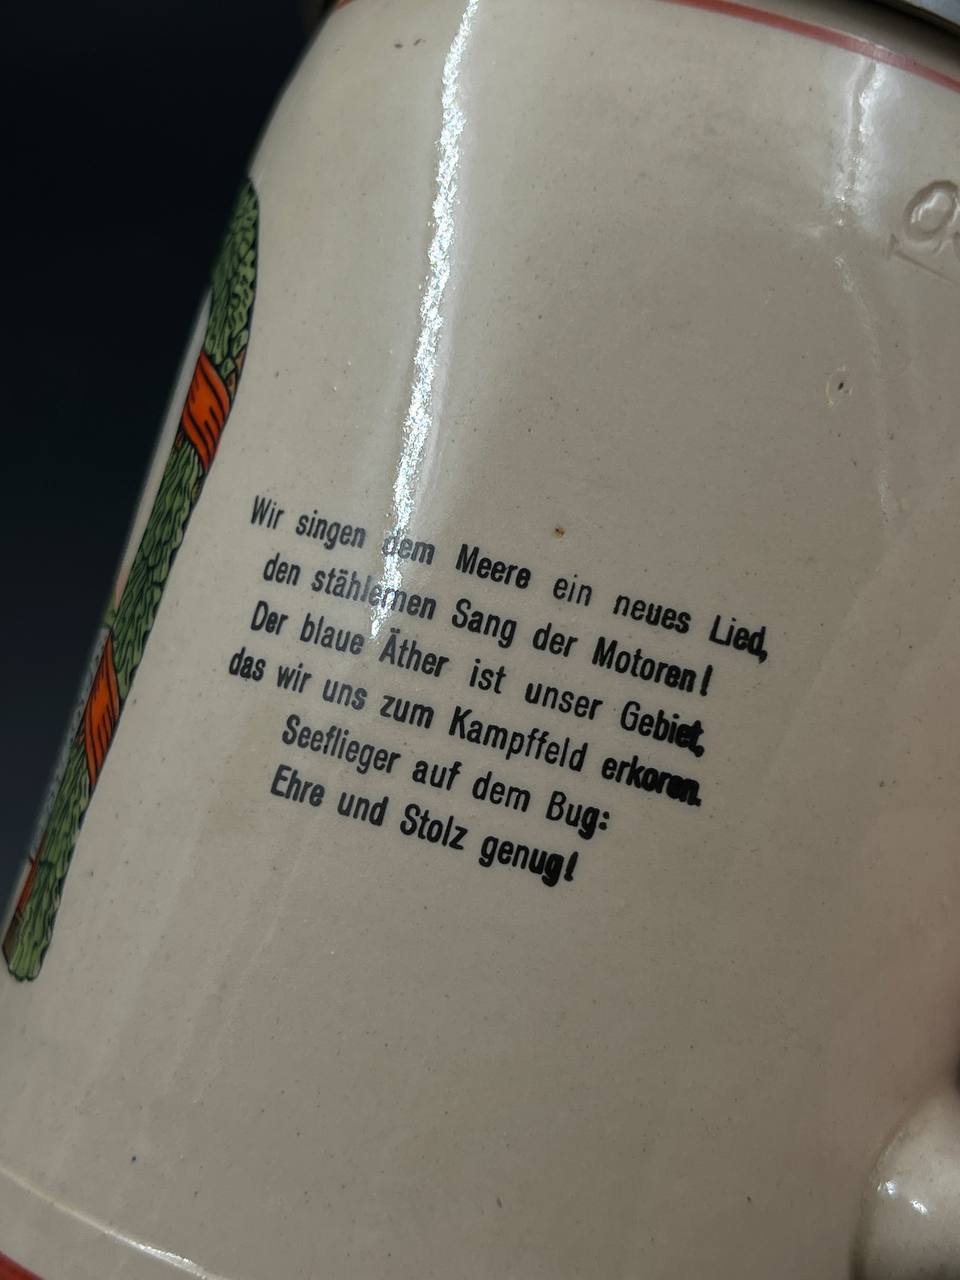 Wir singen dem Meere ein neues Lied,
den stählernen Sang der Motoren!
Der blaue Äther ist unser Gebiet,
das wir uns zum Kampffeld erkoren.
Seeflieger auf dem Bug:
Ehre und Stolz genug!